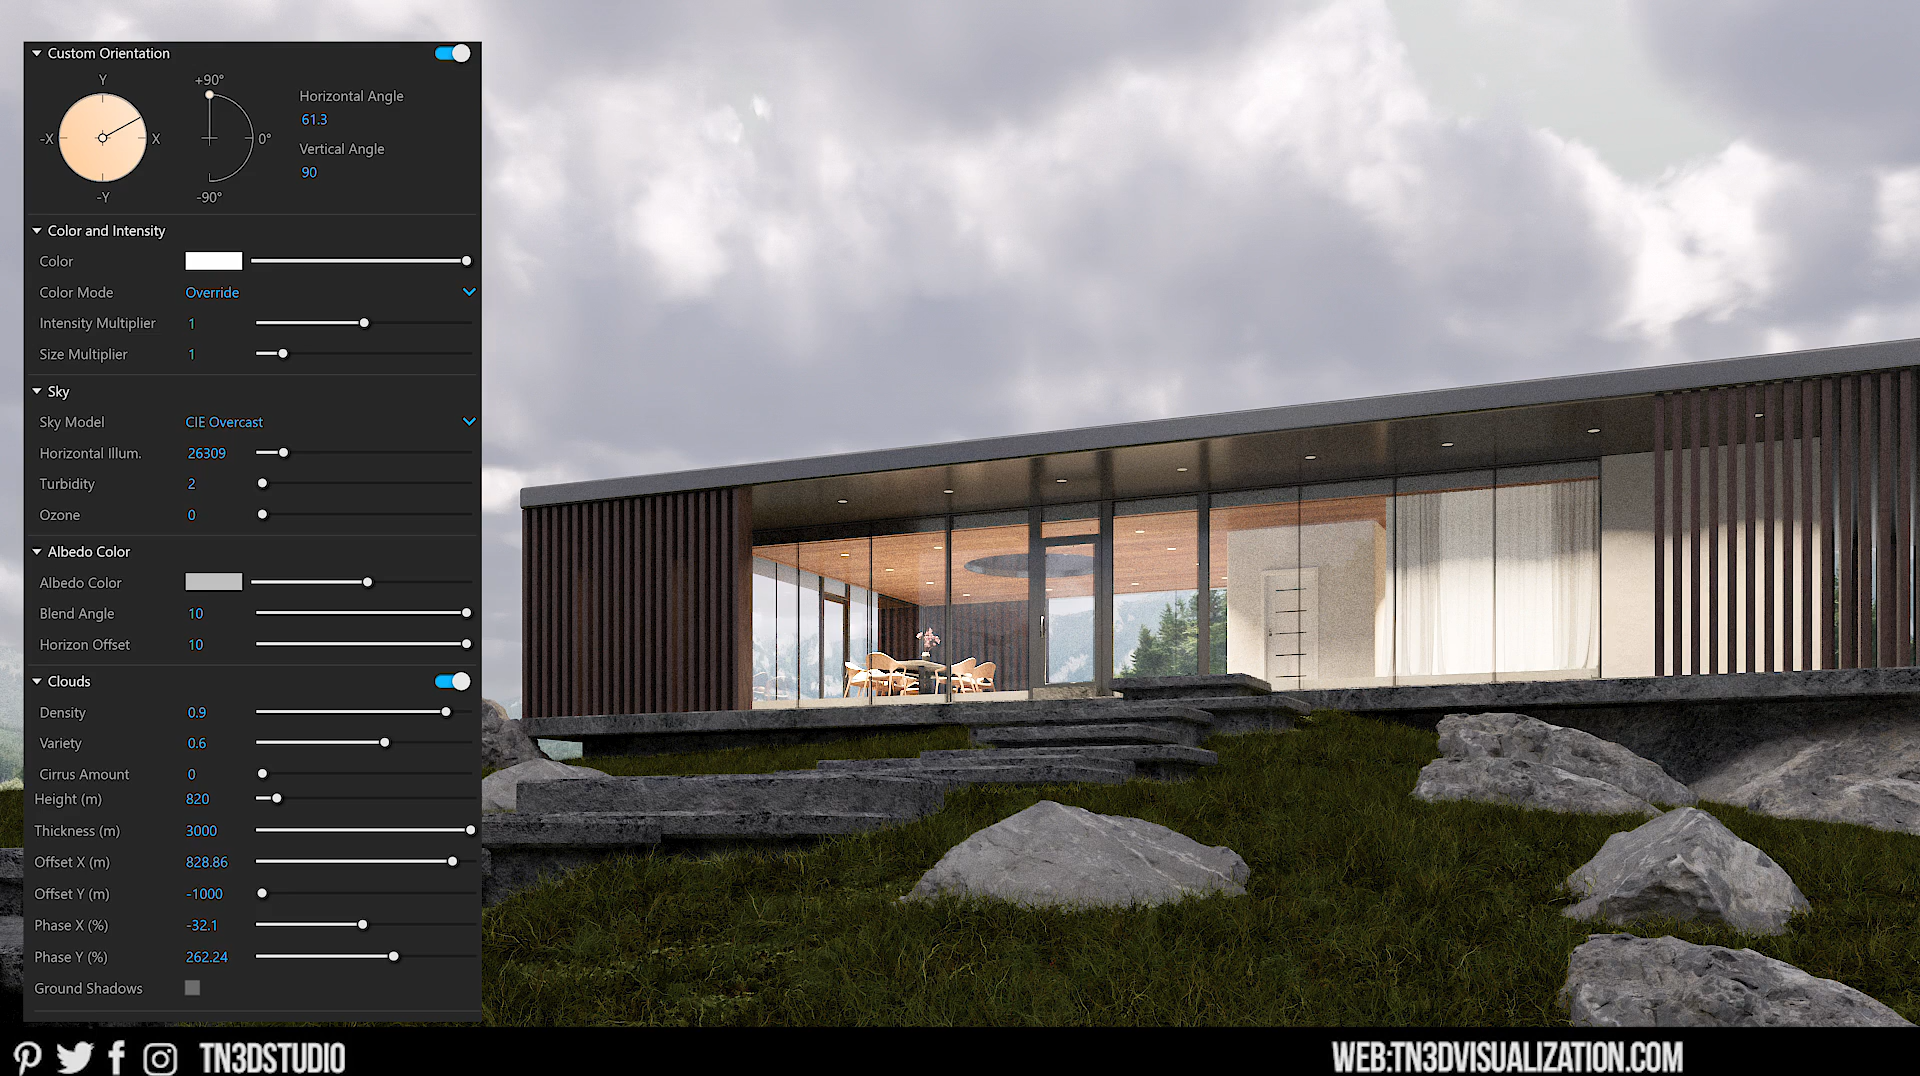 Custom Orientation
Y
+90°
Horizontal Angle
61.3
-X
X
0°
Vertical Angle
90
-Y
-90°
Color and Intensity
Color
Color Mode Override
Intensity Multiplier 1
Size Multiplier 1
Sky
Sky Model CIE Overcast
Horizontal Illum. 26309
Turbidity 2
Ozone 0
Albedo Color
Albedo Color
Blend Angle 10
Horizon Offset 10
Clouds
Density 0.9
Variety 0.6
Cirrus Amount 0
Height (m) 820
Thickness (m) 3000
Offset X (m) 828.86
Offset Y (m) -1000
Phase X (%) -32.1
Phase Y (%) 262.24
Ground Shadows
TN3DSTUDIO
WEB:TN3DVISUALIZATION.COM